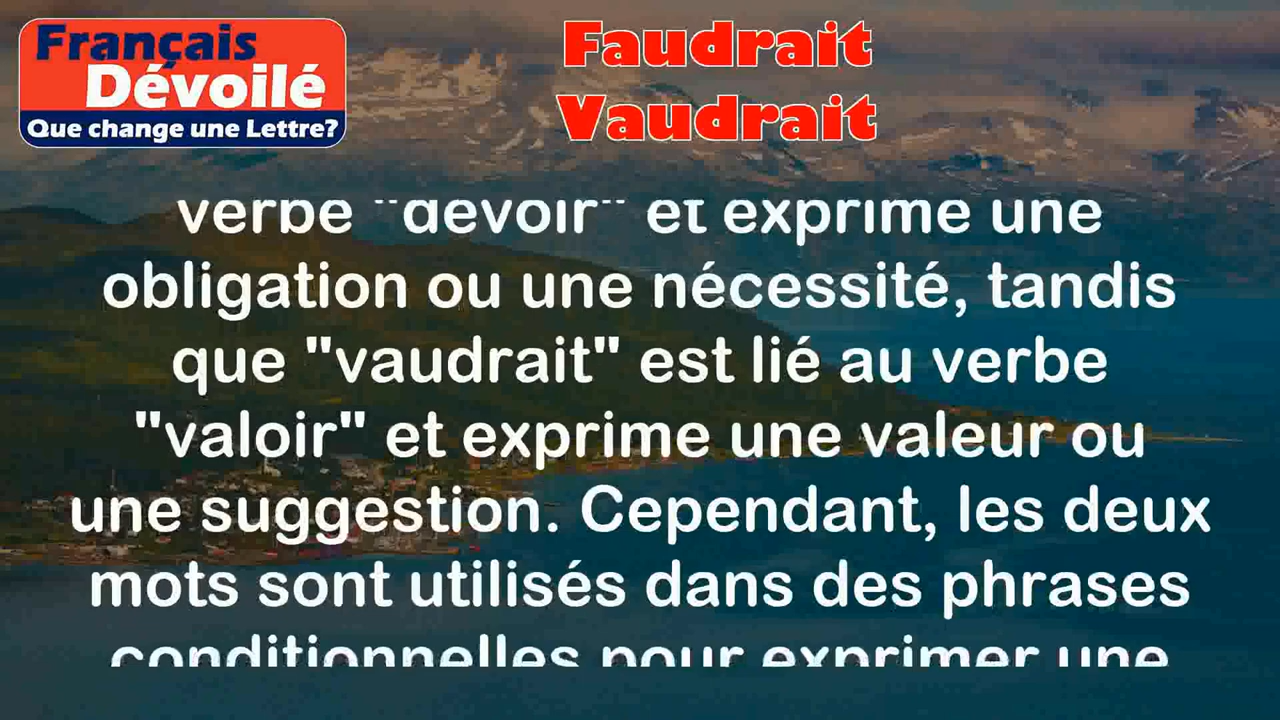 Français
Dévoilé
Que change une Lettre?
Faudrait
Vaudrait
verbe "devoir" et exprime une
obligation ou une nécessité, tandis
que "vaudrait" est lié au verbe
"valoir" et exprime une valeur ou
une suggestion. Cependant, les deux
mots sont utilisés dans des phrases
conditionnelles pour exprimer une